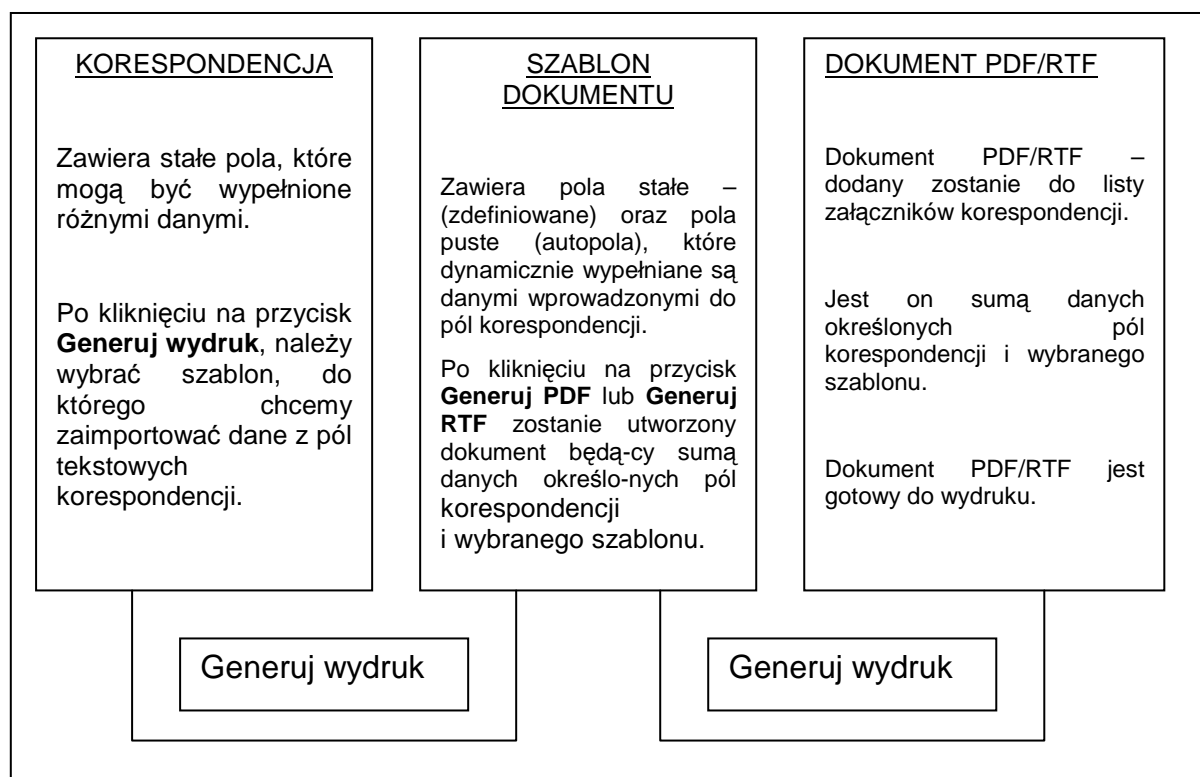 KORESPONDENCJA
Zawiera stałe pola, które
mogą być wypełnione
różnymi danymi.
Po kliknięciu na przycisk
Generuj wydruk, należy
wybrać szablon, do
którego chcemy
zaimportować dane z pól
tekstowych
korespondencji.
SZABLON
DOKUMENTU
Zawiera pola stałe –
(zdefiniowane) oraz pola
puste (autopola), które
dynamicznie wypełniane są
danymi wprowadzonymi do
pól korespondencji.
Po kliknięciu na przycisk
Generuj PDF lub Generuj
RTF zostanie utworzony
dokument będą-cy sumą
danych określo-nych pól
korespondencji
i wybranego szablonu.
DOKUMENT PDF/RTF
Dokument PDF/RTF –
dodany zostanie do listy
załączników korespondencji.
Jest on sumą danych
określonych pól
korespondencji i wybranego
szablonu.
Dokument PDF/RTF jest
gotowy do wydruku.
Generuj wydruk
Generuj wydruk